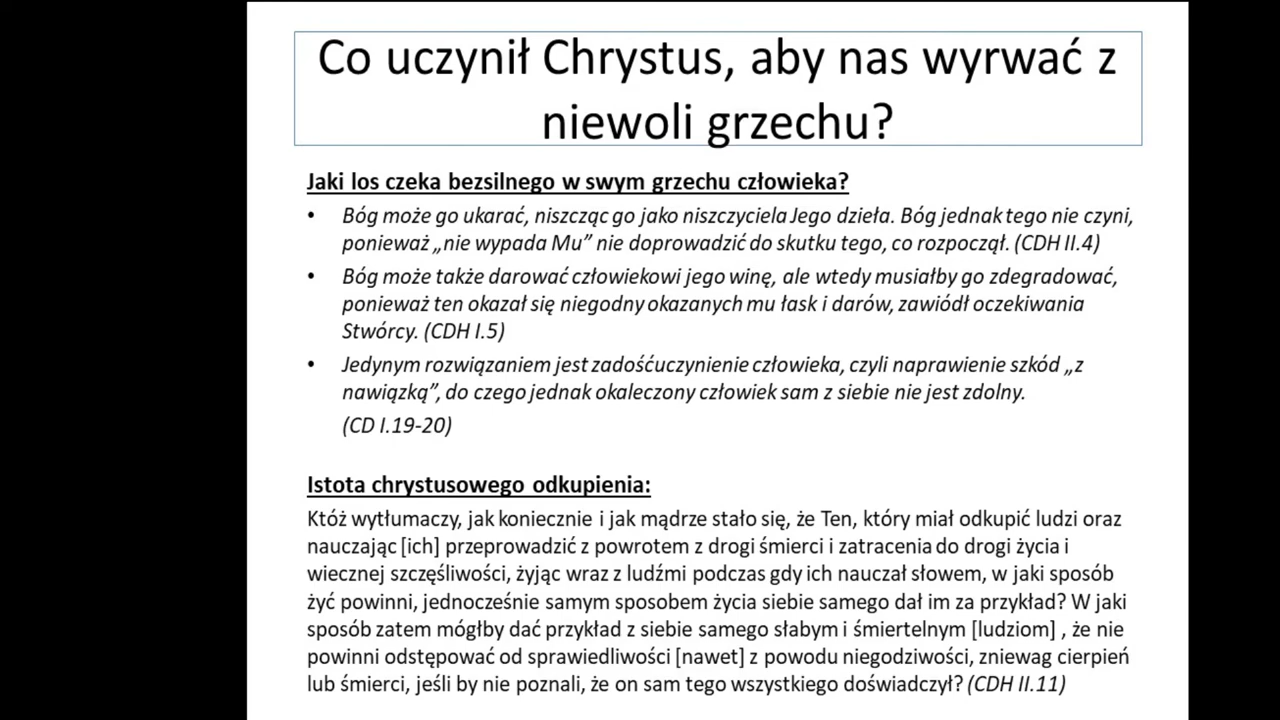 Co uczynił Chrystus, aby nas wyrwać z
niewoli grzechu?
Jaki los czeka bezsilnego w swym grzechu człowieka?
• Bóg może go ukarać, niszcząc go jako niszczyciela Jego dzieła. Bóg jednak tego nie czyni,
ponieważ „nie wypada Mu” nie doprowadzić do skutku tego, co rozpoczął. (CDH II.4)
• Bóg może także darować człowiekowi jego winę, ale wtedy musiałby go zdegradować,
ponieważ ten okazał się niegodny okazanych mu łask i darów, zawiódł oczekiwania
Stwórcy. (CDH I.5)
• Jedynym rozwiązaniem jest zadośćuczynienie człowieka, czyli naprawienie szkód „z
nawiązką”, do czego jednak okaleczony człowiek sam z siebie nie jest zdolny.
(CD I.19-20)
Istota chrystusowego odkupienia:
Któż wytłumaczy, jak koniecznie i jak mądrze stało się, że Ten, który miał odkupić ludzi oraz
nauczając [ich] przeprowadzić z powrotem z drogi śmierci i zatracenia do drogi życia i
wiecznej szczęśliwości, żyjąc wraz z ludźmi podczas gdy ich nauczał słowem, w jaki sposób
żyć powinni, jednocześnie samym sposobem życia siebie samego dał im za przykład? W jaki
sposób zatem mógłby dać przykład z siebie samego słabym i śmiertelnym [ludziom] , że nie
powinni odstępować od sprawiedliwości [nawet] z powodu niegodziwości, zniewag cierpień
lub śmierci, jeśli by nie poznali, że on sam tego wszystkiego doświadczył? (CDH II.11)